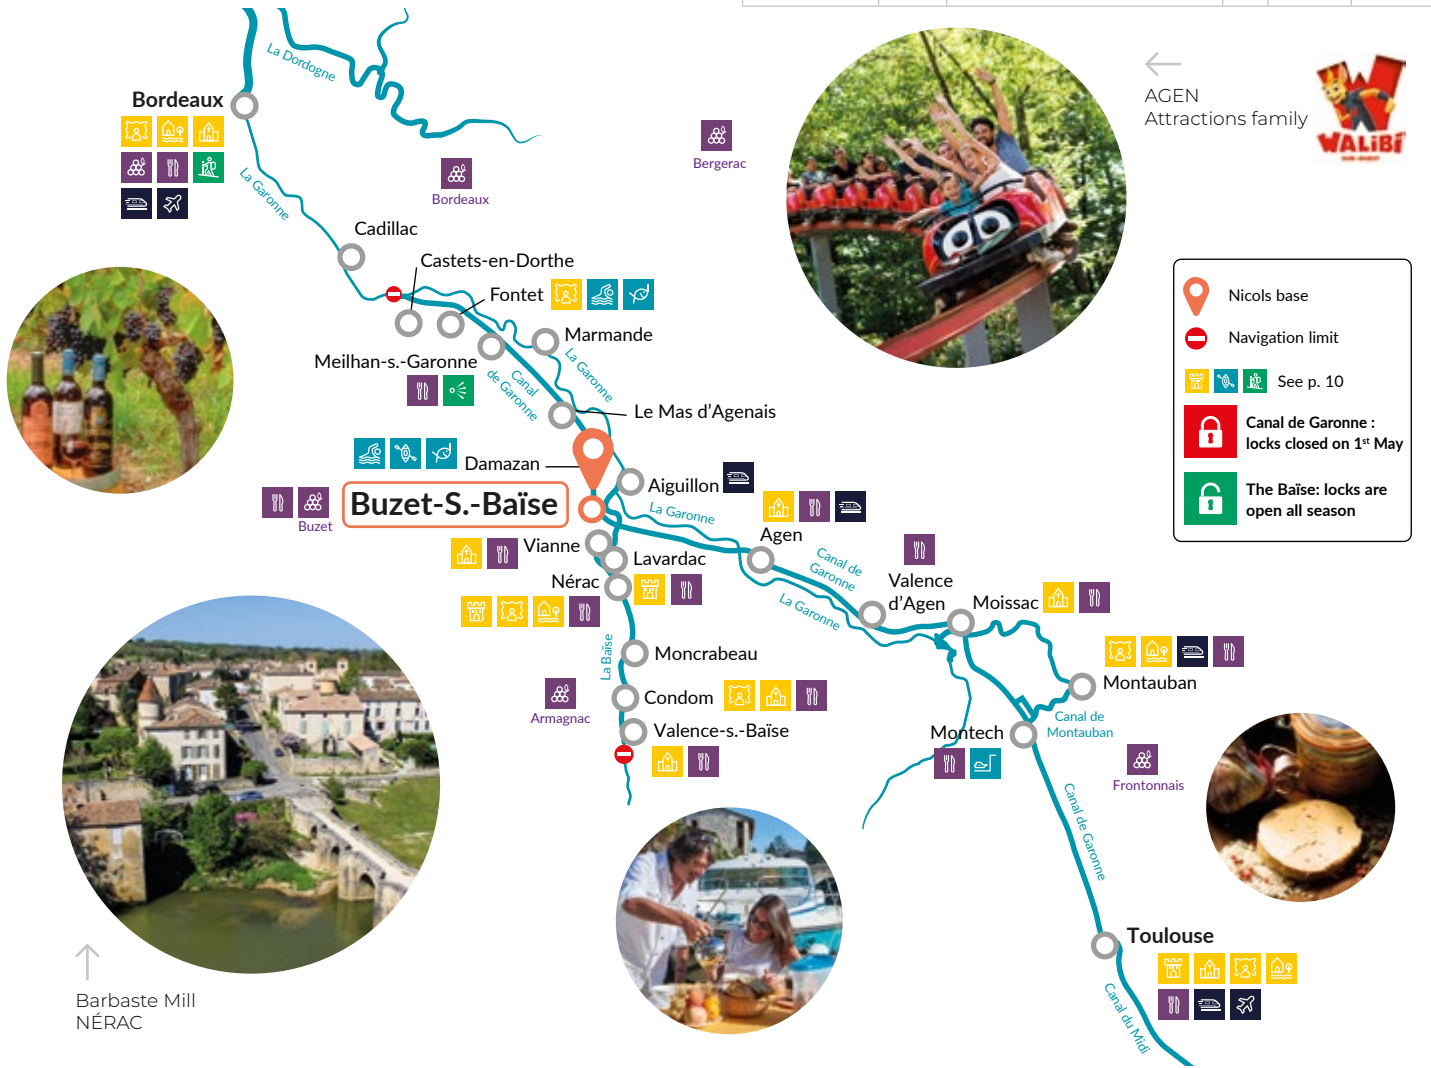 La Dordogne
Bordeaux
AGEN
Attractions family
WALiBi
SUD-OUEST
Bergerac
Bordeaux
La Garonne
Cadillac
Castets-en-Dorthe
Fontet
Marmande
Meilhan-s.-Garonne
La Garonne
Canal
de Garonne
Le Mas d'Agenais
Nicols base
Navigation limit
See p. 10
Canal de Garonne :
locks closed on 1st May
The Baïse: locks are
open all season
Damazan
Aiguillon
Buzet-S.-Baïse
Buzet
La Garonne
Vianne
Lavardac
Agen
Canal de
Garonne
Valence
d'Agen
Nérac
La Garonne
Moissac
La Baïse
Moncrabeau
Montauban
Armagnac
Condom
Valence-s.-Baïse
Canal de
Montauban
Montech
Frontonnais
Canal de Garonne
Toulouse
Canal du Midi
Barbaste Mill
NÉRAC